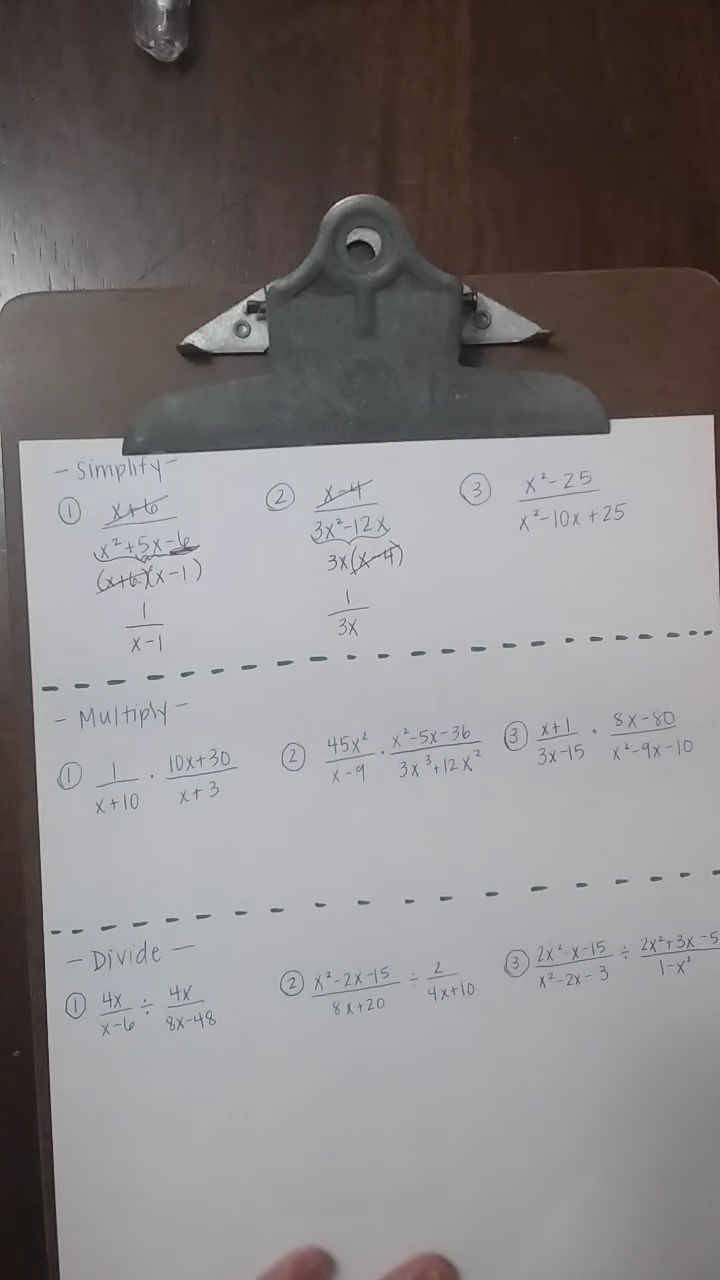 - Simplify -
① x+6 / x²+5x-6
(x+6)(x-1)
1 / x-1
② x-4 / 3x²-12x
3x(x-4)
1 / 3x
③ x²-25 / x²-10x+25
- Multiply -
① 1 / x+10 · 10x+30 / x+3
② 45x² / x-9 · x²-5x-36 / 3x³+12x²
③ x+1 / 3x-15 · 8x-80 / x²-9x-10
- Divide -
① 4x / x-6 ÷ 4x / 8x-48
② x²-2x-15 / 8x+20 ÷ 2 / 4x+10
③ 2x²-x-15 / x²-2x-3 ÷ 2x²+3x-5 / 1-x²